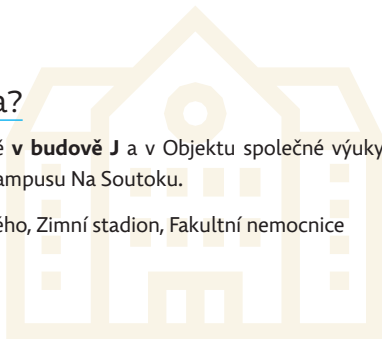 a?
ě v budově J a v Objektu společné výuky
ampusu Na Soutoku.
ého, Zimní stadion, Fakultní nemocnice